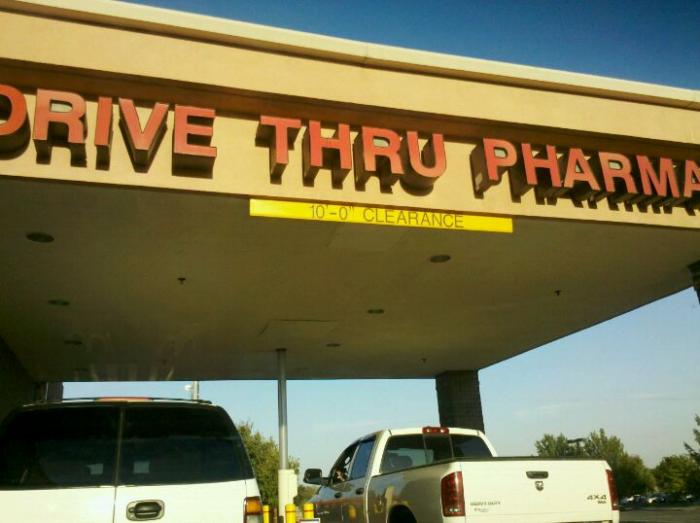 DRIVE THRU PHARMA
10'-0" CLEARANCE
4X4